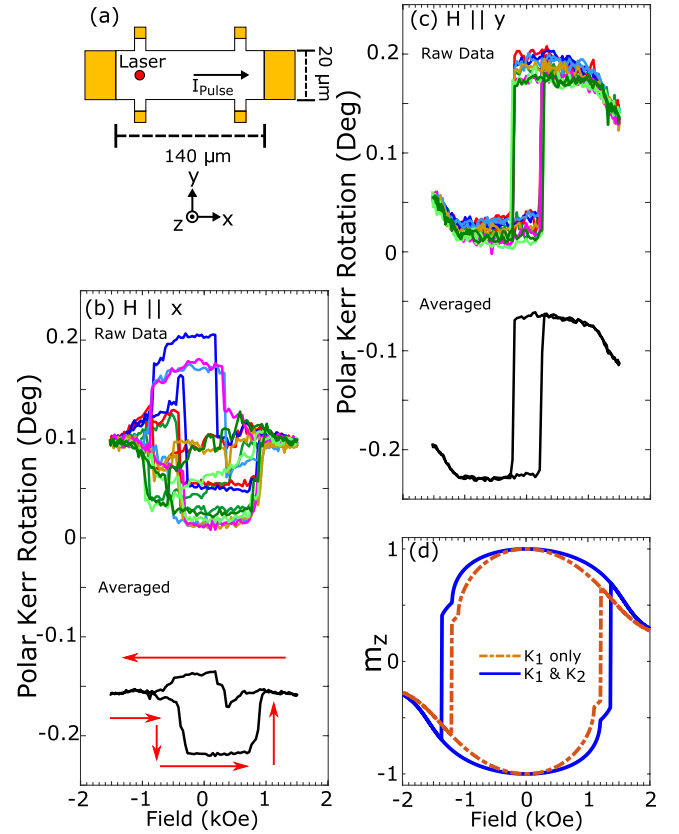 (a)
Laser
I_Pulse
20 μm
140 μm
y
z
x
(b) H || x
Raw Data
0.2
0.1
0
-0.1
-0.2
Averaged
Polar Kerr Rotation (Deg)
-2
-1
0
1
2
Field (kOe)
(c) H || y
Raw Data
0.2
0.1
0
-0.1
-0.2
Averaged
Polar Kerr Rotation (Deg)
(d)
1
0
-1
m_z
K_1 only
K_1 & K_2
-2
-1
0
1
2
Field (kOe)